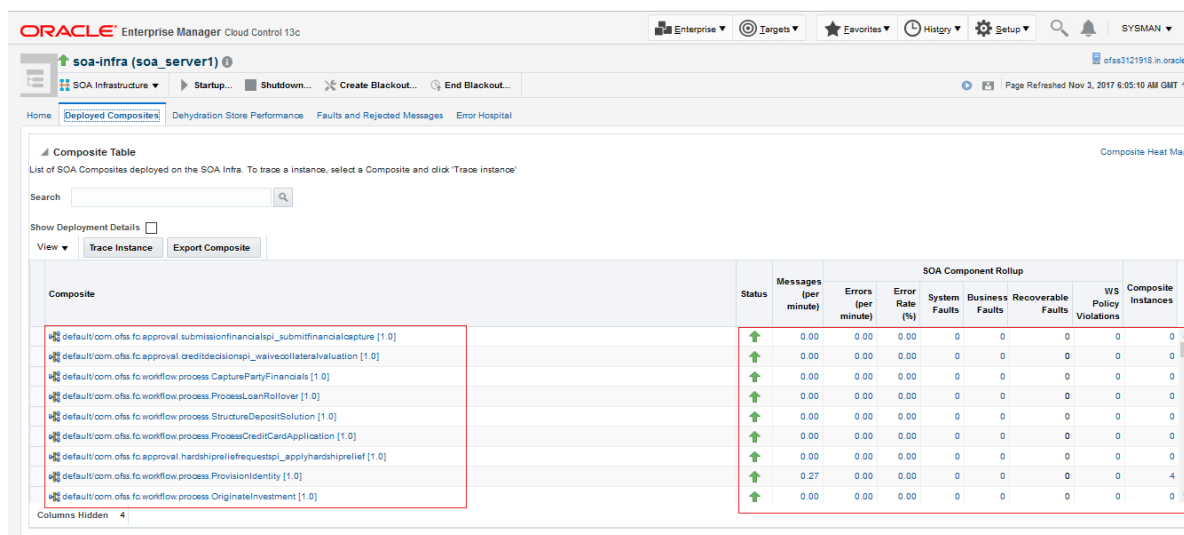 ORACLE Enterprise Manager Cloud Control 13c Enterprise Targets Favorites History Setup SYSMAN
soa-infra (soa_server1) ofss3121918.in.oracle
SOA Infrastructure Startup... Shutdown... Create Blackout... End Blackout... Page Refreshed Nov 3, 2017 6:05:10 AM GMT
Home Deployed Composites Dehydration Store Performance Faults and Rejected Messages Error Hospital
Composite Table Composite Heat Map
List of SOA Composites deployed on the SOA Infra. To trace a instance, select a Composite and click 'Trace instance'
Search
Show Deployment Details
View Trace Instance Export Composite
SOA Component Rollup
Composite Status Messages (per minute) Errors (per minute) Error Rate (%) System Faults Business Faults Recoverable Faults WS Policy Violations Composite Instances
default/com.ofss.fc.approval.submissionfinancialspi_submitfinancialcapture [1.0] 0.00 0.00 0.00 0 0 0 0 0
default/com.ofss.fc.approval.creditdecisionspi_waivecollateralvaluation [1.0] 0.00 0.00 0.00 0 0 0 0 0
default/com.ofss.fc.workflow.process.CapturePartyFinancials [1.0] 0.00 0.00 0.00 0 0 0 0 0
default/com.ofss.fc.workflow.process.ProcessLoanRollover [1.0] 0.00 0.00 0.00 0 0 0 0 0
default/com.ofss.fc.workflow.process.StructureDepositSolution [1.0] 0.00 0.00 0.00 0 0 0 0 0
default/com.ofss.fc.workflow.process.ProcessCreditCardApplication [1.0] 0.00 0.00 0.00 0 0 0 0 0
default/com.ofss.fc.approval.hardshipreliefrequestspi_applyhardshiprelief [1.0] 0.00 0.00 0.00 0 0 0 0 0
default/com.ofss.fc.workflow.process.ProvisionIdentity [1.0] 0.27 0.00 0.00 0 0 0 0 4
default/com.ofss.fc.workflow.process.OriginateInvestment [1.0] 0.00 0.00 0.00 0 0 0 0 0
Columns Hidden 4